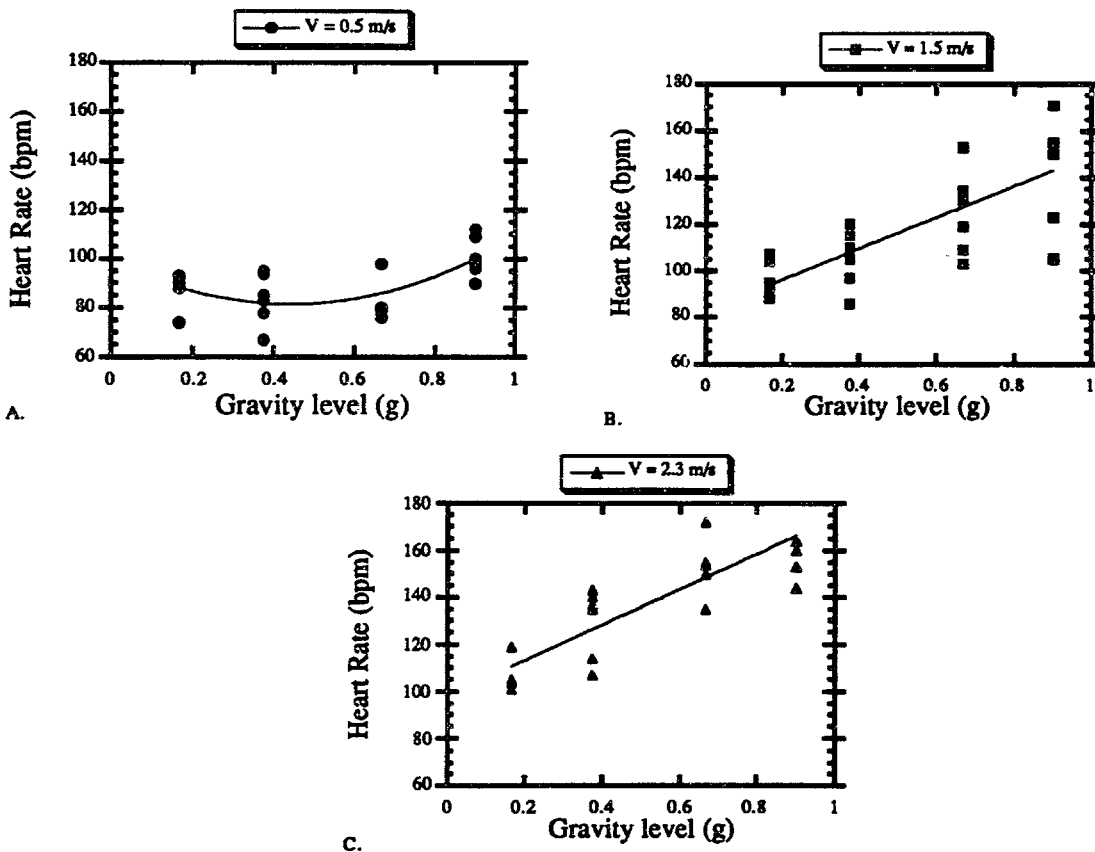 V = 0.5 m/s
180
160
140
120
100
80
60
Heart Rate (bpm)
0 0.2 0.4 0.6 0.8 1
Gravity level (g)
A.
V = 1.5 m/s
180
160
140
120
100
80
60
Heart Rate (bpm)
0 0.2 0.4 0.6 0.8 1
Gravity level (g)
B.
V = 2.3 m/s
180
160
140
120
100
80
60
Heart Rate (bpm)
0 0.2 0.4 0.6 0.8 1
Gravity level (g)
C.